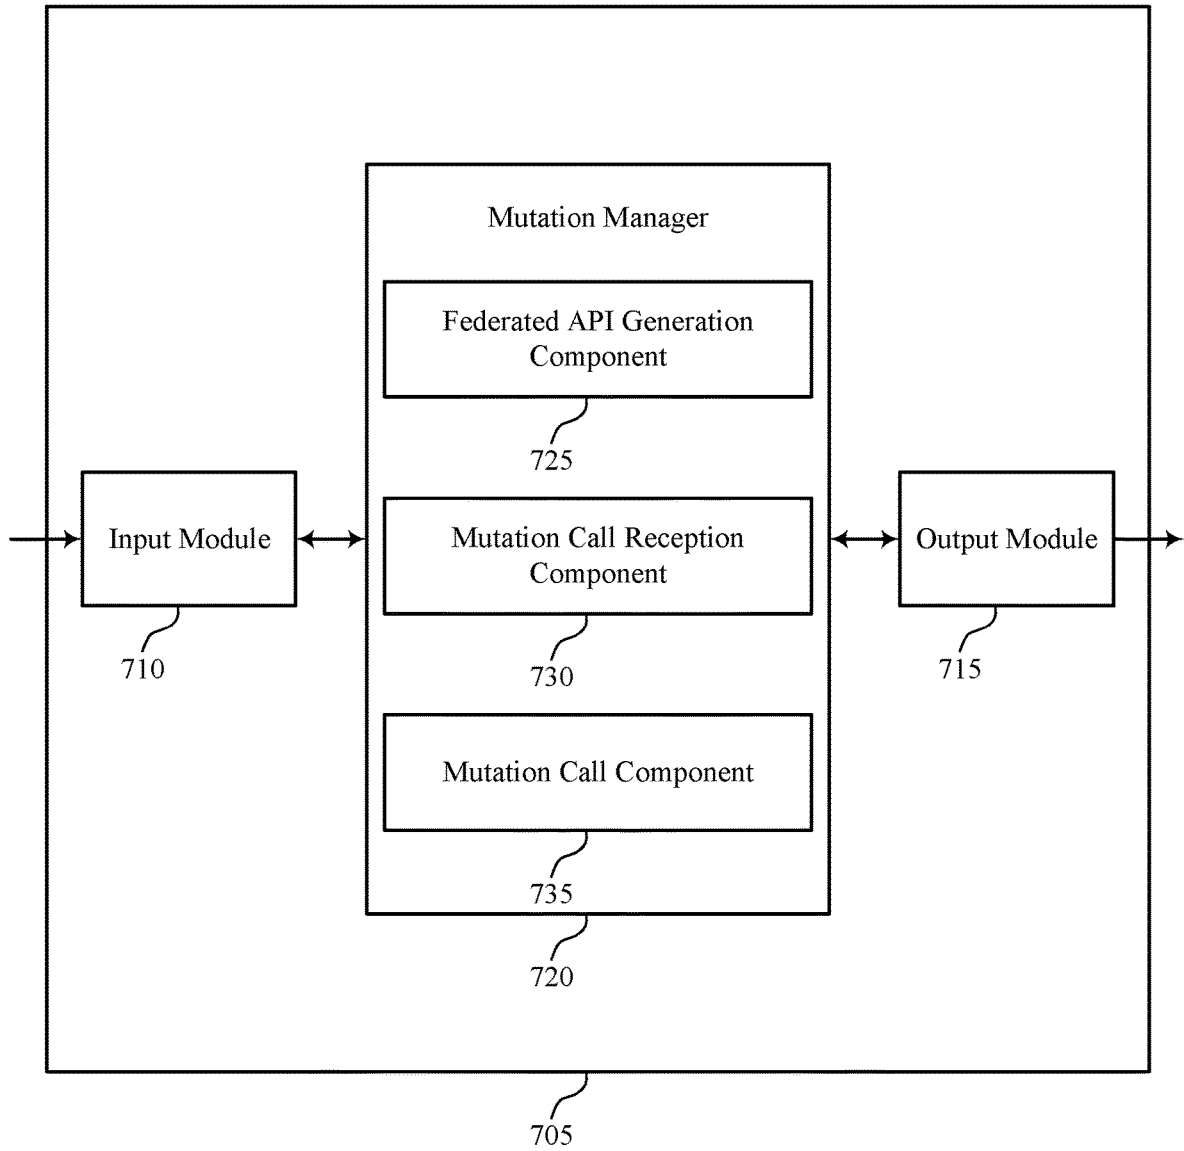 Mutation Manager
Federated API Generation
Component
725
Input Module
710
Mutation Call Reception
Component
730
Output Module
715
Mutation Call Component
735
720
705